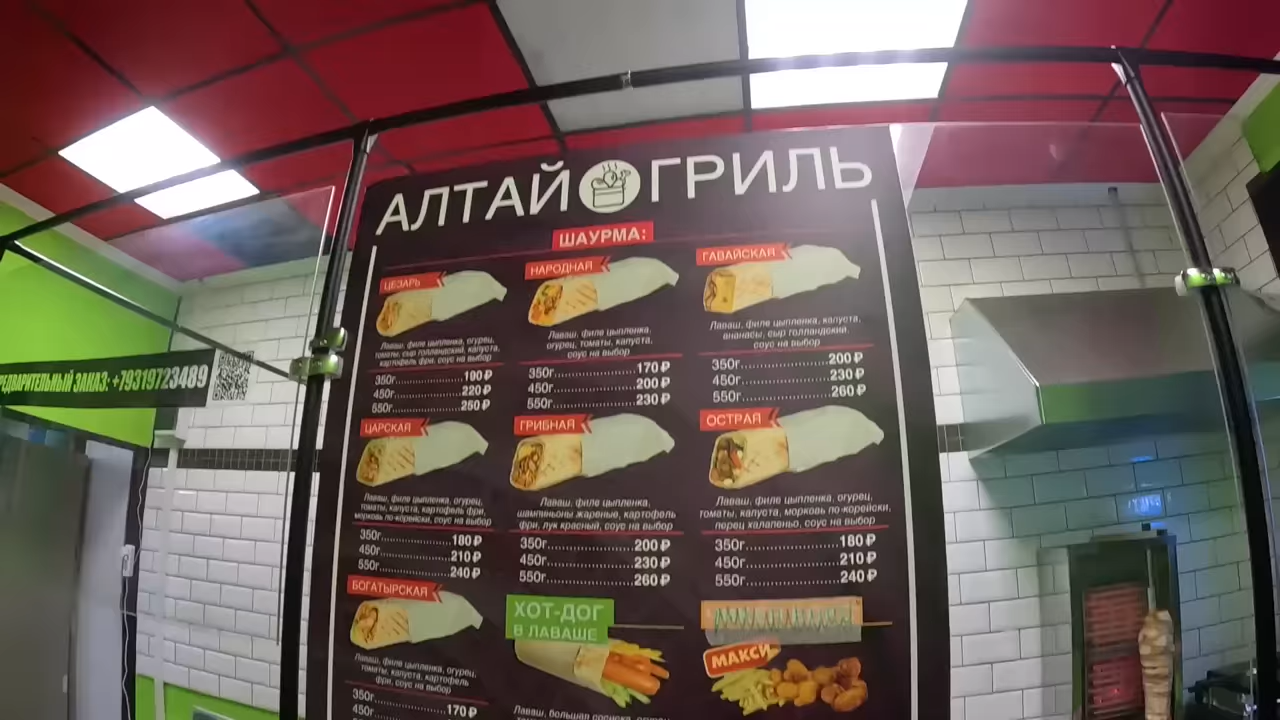 АЛТАЙ ГРИЛЬ
ШАУРМА:
ЦЕЗАРЬ
Лаваш, филе цыпленка, огурец,
томаты, сыр голландский, капуста,
картофель фри, соус на выбор
350г 190 ₽
450г 220 ₽
550г 250 ₽
НАРОДНАЯ
Лаваш, филе цыпленка,
огурец, томаты, капуста,
соус на выбор
350г 170 ₽
450г 200 ₽
550г 230 ₽
ГАВАЙСКАЯ
Лаваш, филе цыпленка, капуста,
ананасы, сыр голландский,
соус на выбор
350г 200 ₽
450г 230 ₽
550г 260 ₽
ЦАРСКАЯ
Лаваш, филе цыпленка, огурец,
томаты, капуста, картофель фри,
морковь по-корейски, соус на выбор
350г 180 ₽
450г 210 ₽
550г 240 ₽
ГРИБНАЯ
Лаваш, филе цыпленка,
шампиньоны жареные, картофель
фри, лук красный, соус на выбор
350г 200 ₽
450г 230 ₽
550г 260 ₽
ОСТРАЯ
Лаваш, филе цыпленка, огурец,
томаты, капуста, морковь по-корейски,
перец халапеньо, соус на выбор
350г 180 ₽
450г 210 ₽
550г 240 ₽
БОГАТЫРСКАЯ
Лаваш, филе цыпленка, огурец,
томаты, капуста, картофель
фри, соус на выбор
350г 170 ₽
450г
ХОТ-ДОГ
В ЛАВАШЕ
Лаваш, большая сосиска, огурец,
МАКСИ
ЗАКАЗ: +79319723489